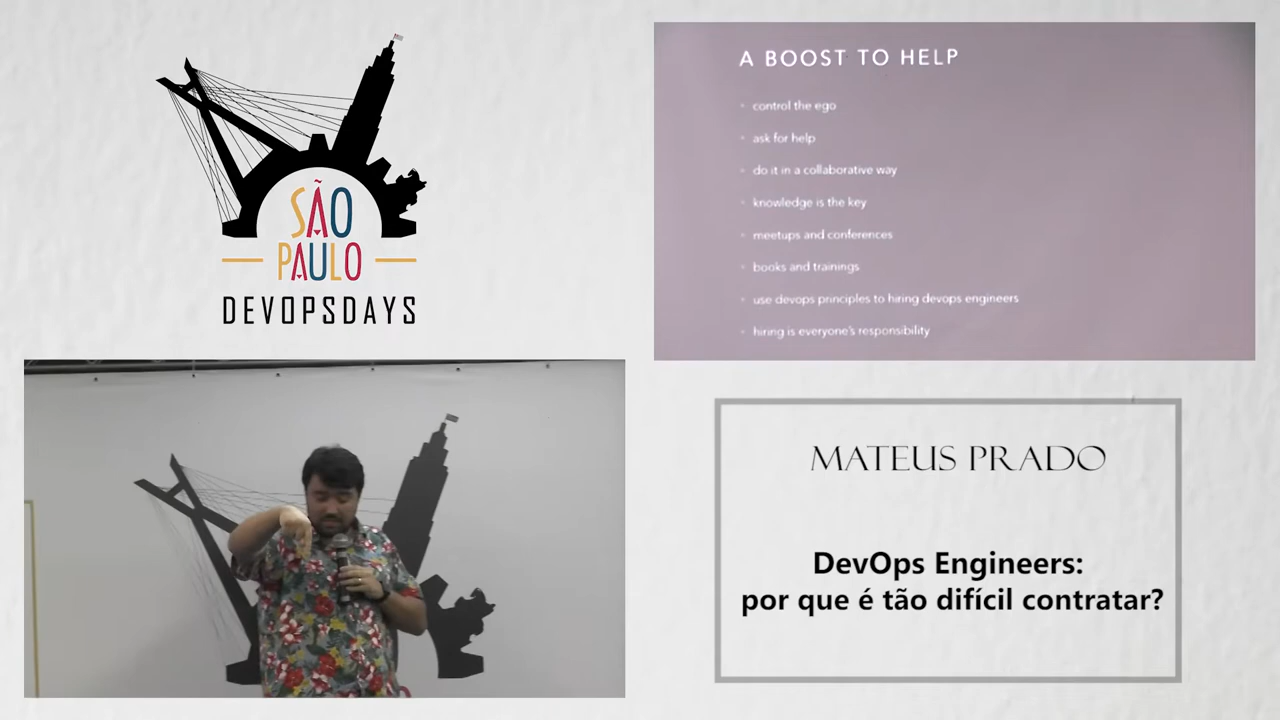 SÃO
PAULO
DEVOPSDAYS
A BOOST TO HELP
control the ego
ask for help
do it in a collaborative way
knowledge is the key
meetups and conferences
books and trainings
use devops principles to hiring devops engineers
hiring is everyone's responsibility
MATEUS PRADO
DevOps Engineers:
por que é tão difícil contratar?